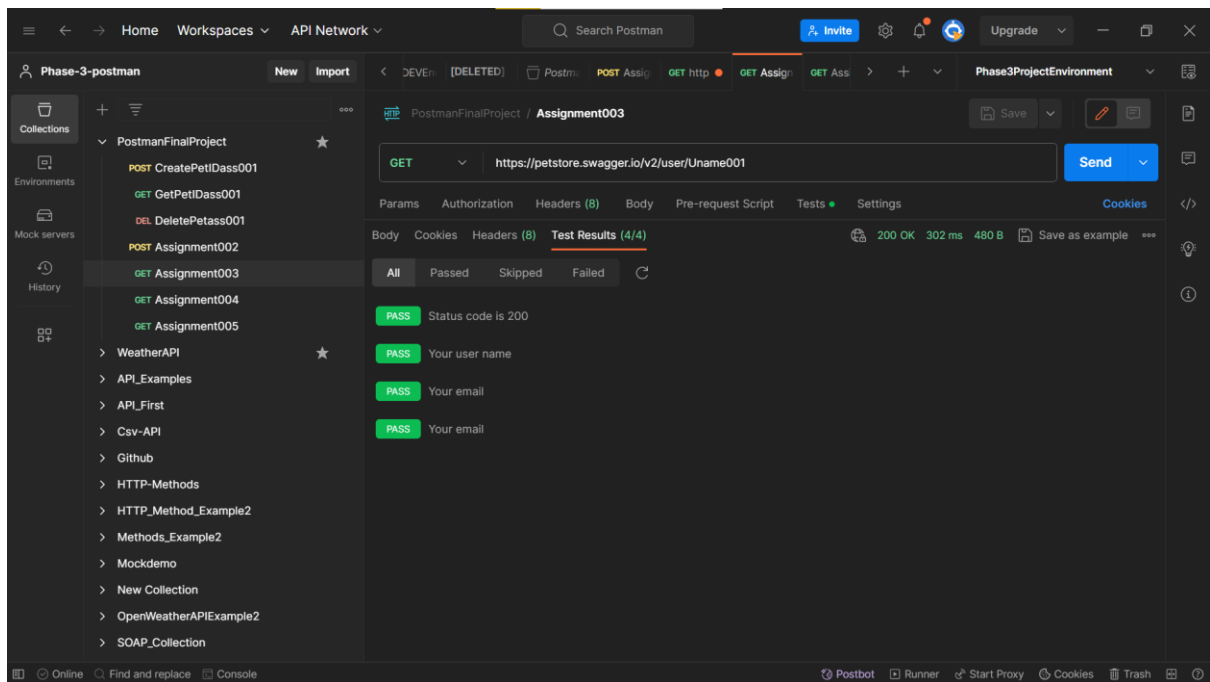 Home Workspaces API Network Search Postman Invite Upgrade
Phase-3-postman New Import [DELETED] POST Assig GET http GET Assign GET Ass Phase3ProjectEnvironment
Collections
Environments
Mock servers
History
PostmanFinalProject
POST CreatePetIDass001
GET GetPetIDass001
DEL DeletePetass001
POST Assignment002
GET Assignment003
GET Assignment004
GET Assignment005
WeatherAPI
API_Examples
API_First
Csv-API
Github
HTTP-Methods
HTTP_Method_Example2
Methods_Example2
Mockdemo
New Collection
OpenWeatherAPIExample2
SOAP_Collection
HTTP PostmanFinalProject / Assignment003 Save
GET https://petstore.swagger.io/v2/user/Uname001 Send
Params Authorization Headers (8) Body Pre-request Script Tests Settings Cookies
Body Cookies Headers (8) Test Results (4/4) 200 OK 302 ms 480 B Save as example
All Passed Skipped Failed
PASS Status code is 200
PASS Your user name
PASS Your email
PASS Your email
Online Find and replace Console Postbot Runner Start Proxy Cookies Trash